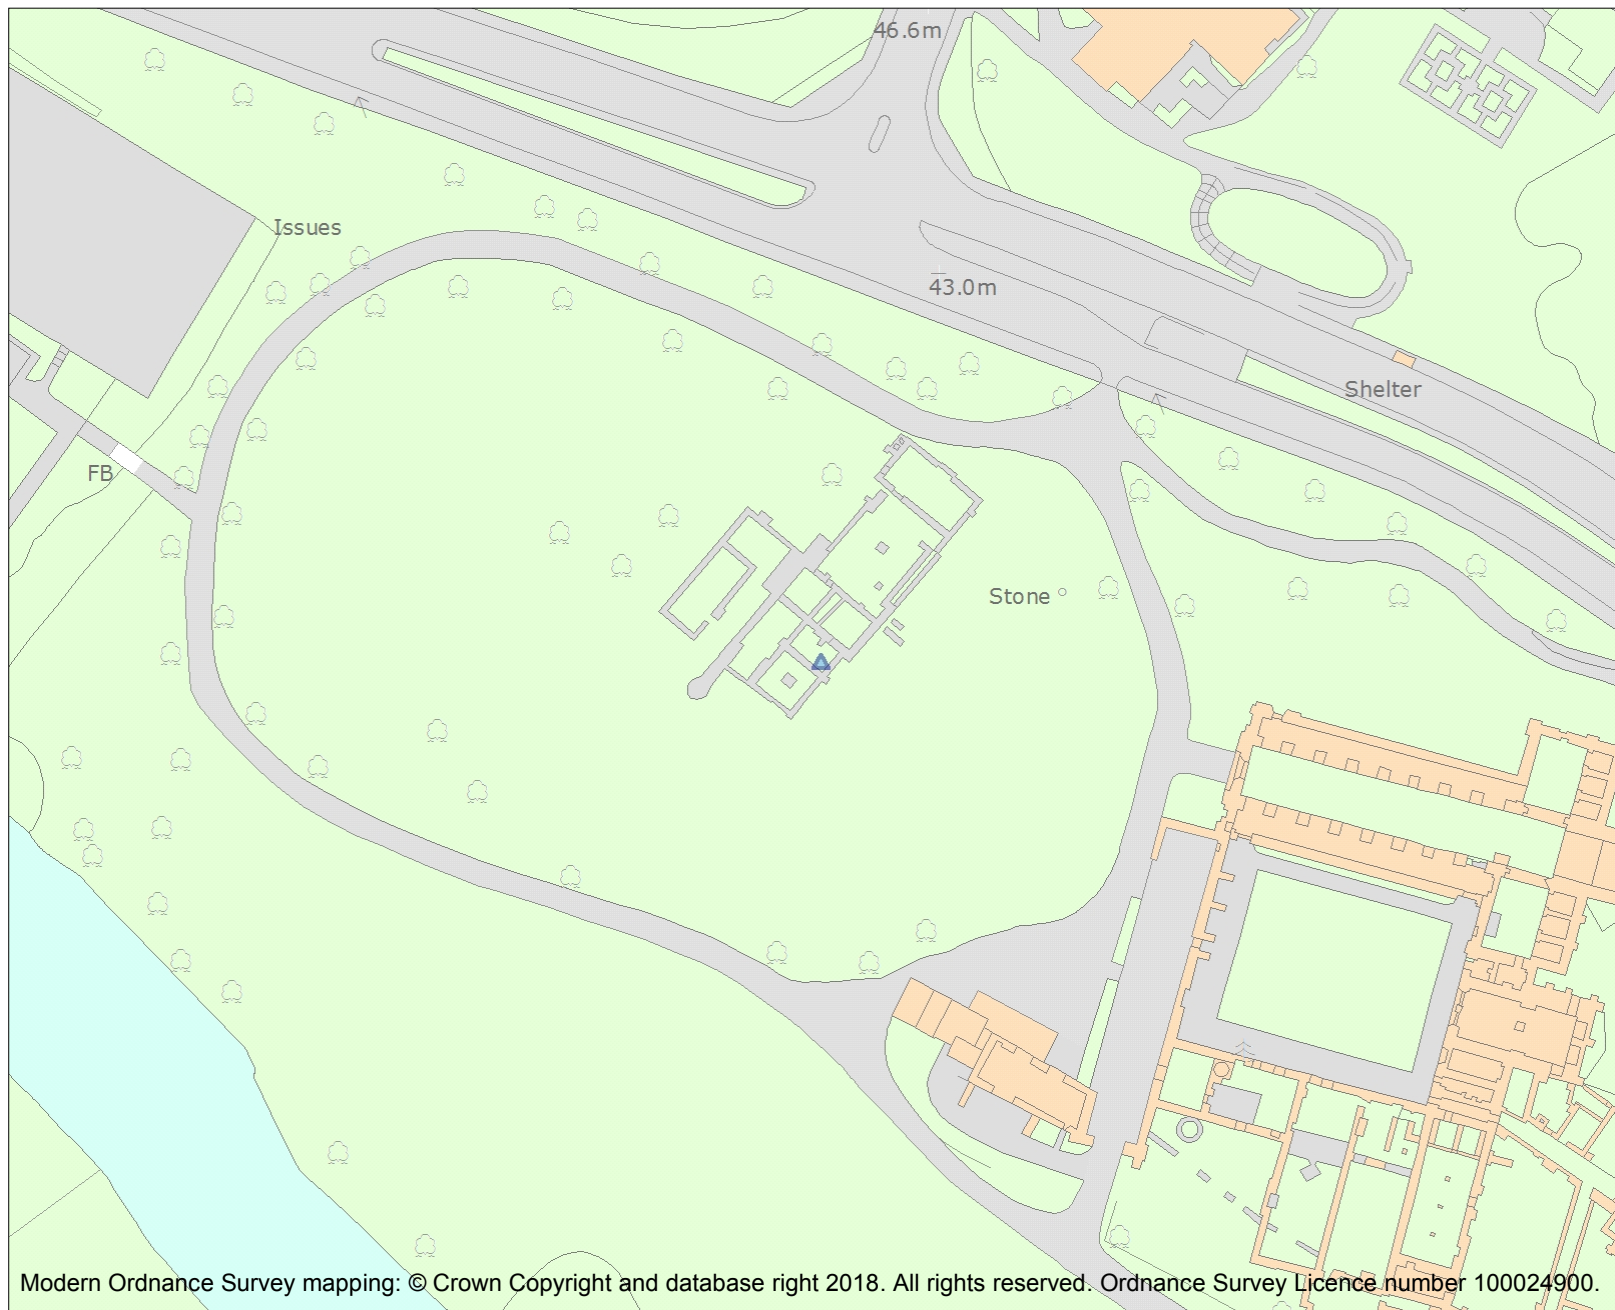 46.6m
Issues
43.0m
Shelter
FB
Stone
Modern Ordnance Survey mapping: © Crown Copyright and database right 2018. All rights reserved. Ordnance Survey Licence number 100024900.